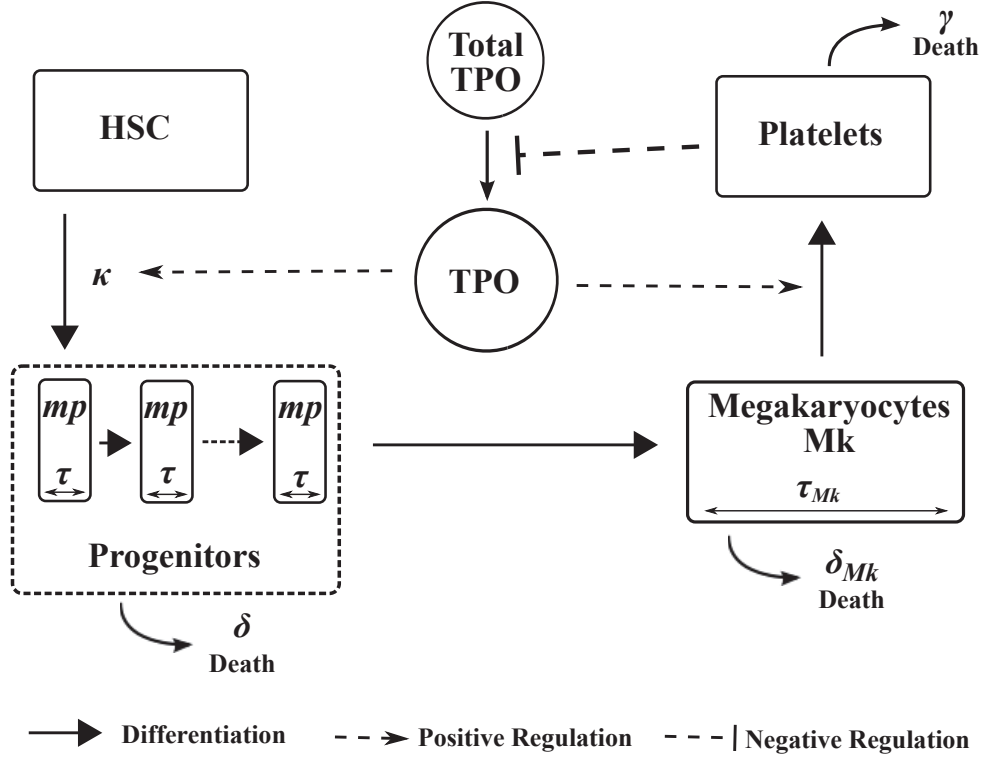 Total
TPO
γ
Death
HSC
Platelets
κ
TPO
mp
mp
mp
τ
τ
τ
Progenitors
Megakaryocytes
Mk
τMk
δ
Death
δMk
Death
Differentiation
Positive Regulation
Negative Regulation